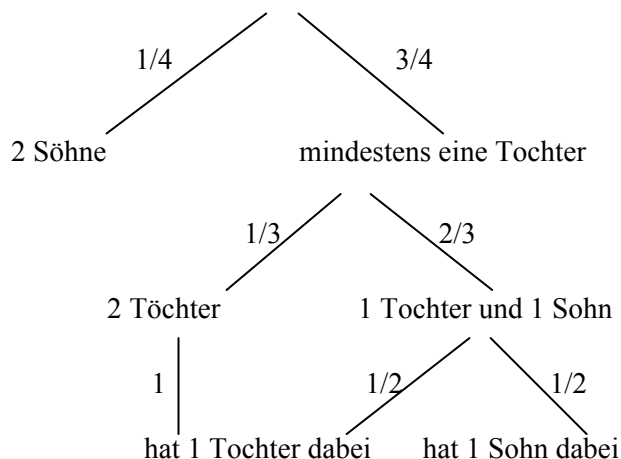 1/4 3/4
2 Söhne mindestens eine Tochter
1/3 2/3
2 Töchter 1 Tochter und 1 Sohn
1 1/2 1/2
hat 1 Tochter dabei hat 1 Sohn dabei